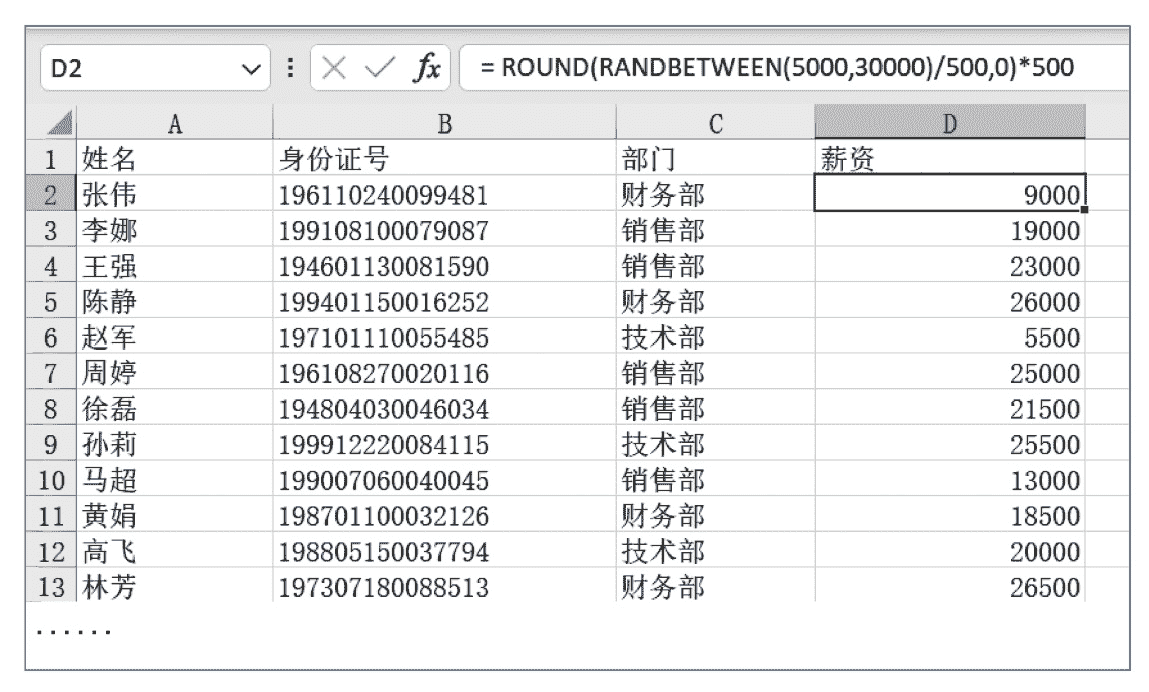 D2 fx = ROUND(RANDBETWEEN(5000,30000)/500,0)*500
A B C D
1 姓名 身份证号 部门 薪资
2 张伟 196110240099481 财务部 9000
3 李娜 199108100079087 销售部 19000
4 王强 194601130081590 销售部 23000
5 陈静 199401150016252 财务部 26000
6 赵军 197101110055485 技术部 5500
7 周婷 196108270020116 销售部 25000
8 徐磊 194804030046034 销售部 21500
9 孙莉 199912220084115 技术部 25500
10 马超 199007060040045 销售部 13000
11 黄娟 198701100032126 财务部 18500
12 高飞 198805150037794 技术部 20000
13 林芳 197307180088513 财务部 26500
······